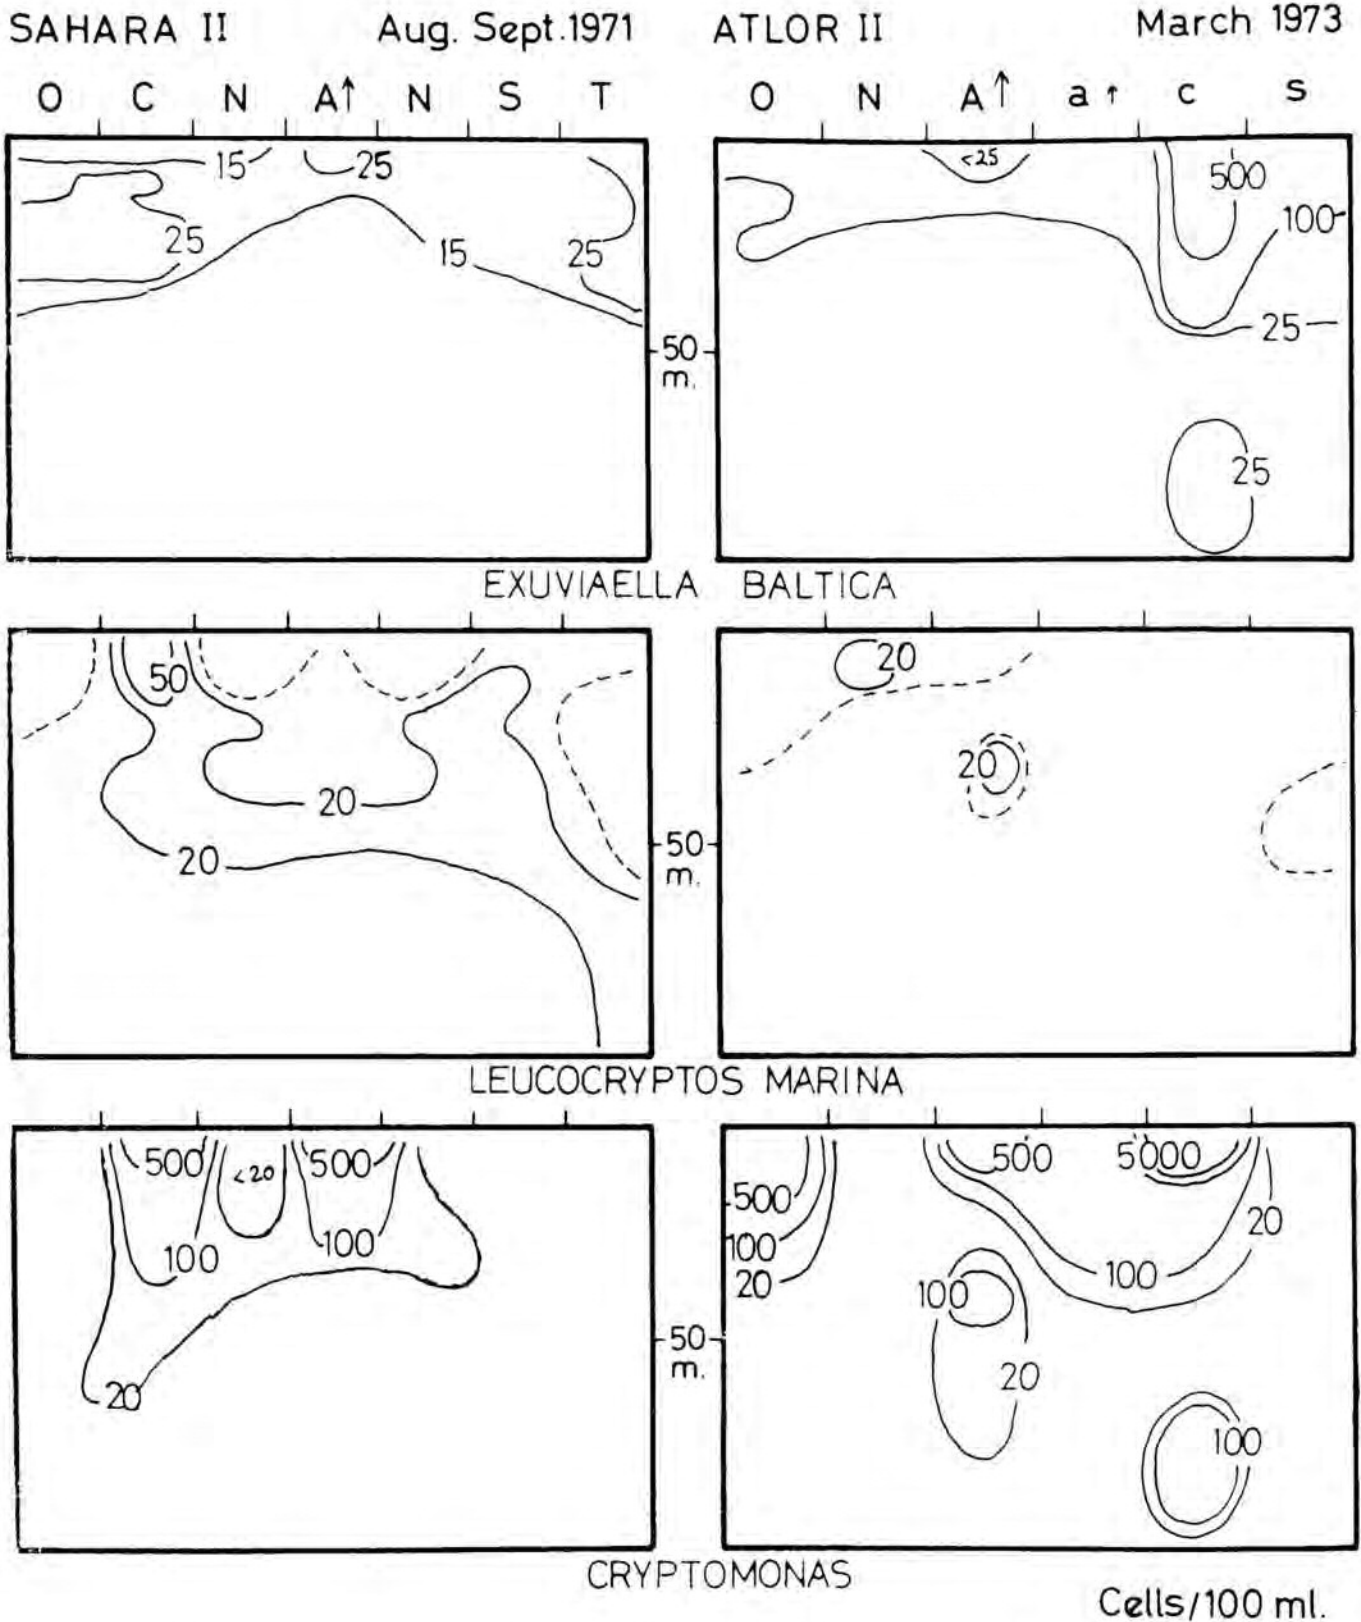 SAHARA II Aug. Sept. 1971 ATLOR II March 1973
O C N A↑ N S T O N A↑ a↑ c s
15 25 <25 500
25 15 25 100
25
50
m.
25
EXUVIAELLA BALTICA
50 20
20
20
20
50
m.
LEUCOCRYPTOS MARINA
500 <20 500 500 5000
500
100 100 100 20
20 100 100
50
m.
20 20
100
CRYPTOMONAS
Cells/100 ml.